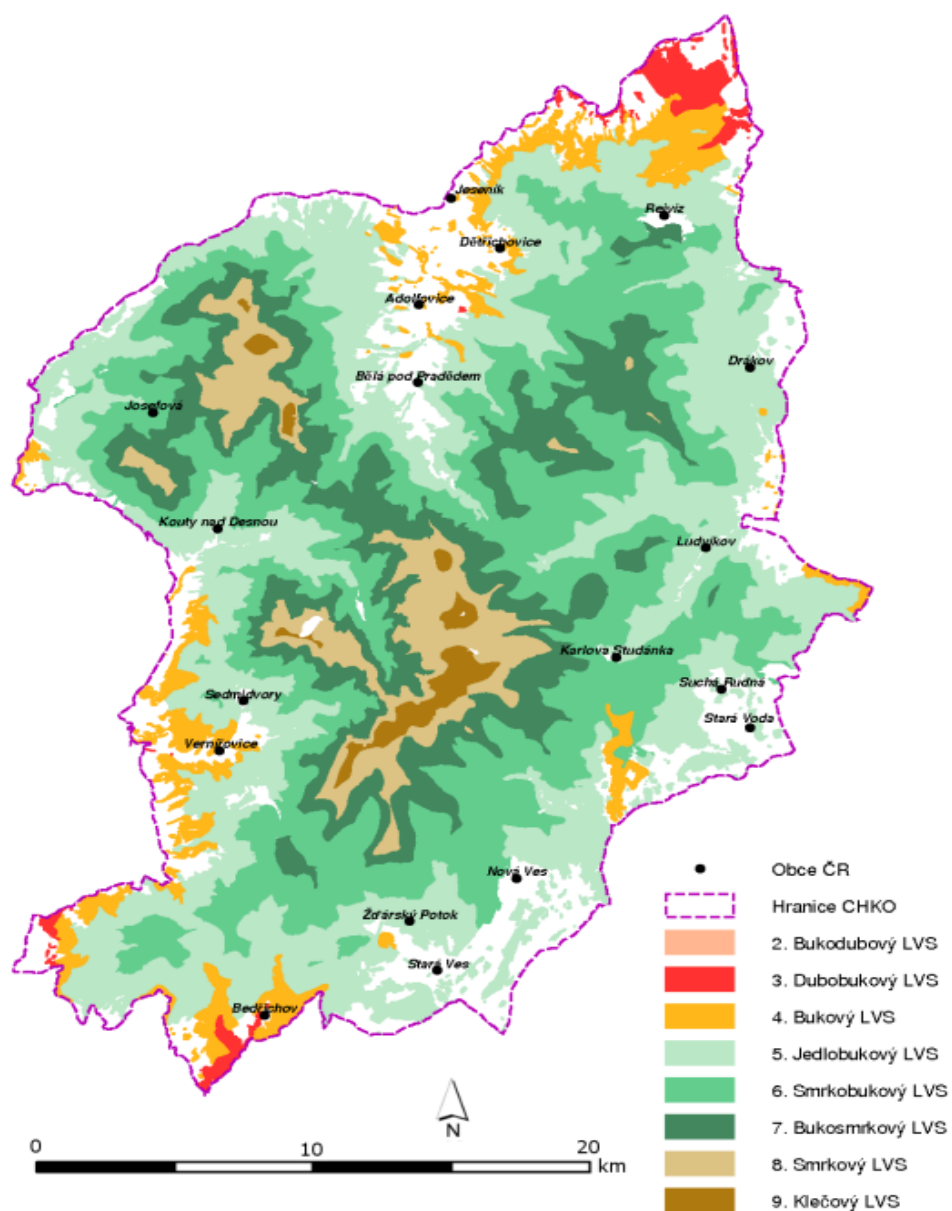 Jeseník
Rejvíz
Dětřichovice
Adolfovice
Drakov
Bělá pod Pradědem
Josefová
Kouty nad Desnou
Ludvíkov
Karlova Studánka
Suchá Rudná
Sedmidvory
Stará Voda
Vernířovice
Nová Ves
Žďárský Potok
Stará Ves
Bedřichov
Obce ČR
Hranice CHKO
2. Bukodubový LVS
3. Dubobukový LVS
4. Bukový LVS
5. Jedlobukový LVS
6. Smrkobukový LVS
7. Bukosmrkový LVS
8. Smrkový LVS
9. Klečový LVS
N
0 10 20
km